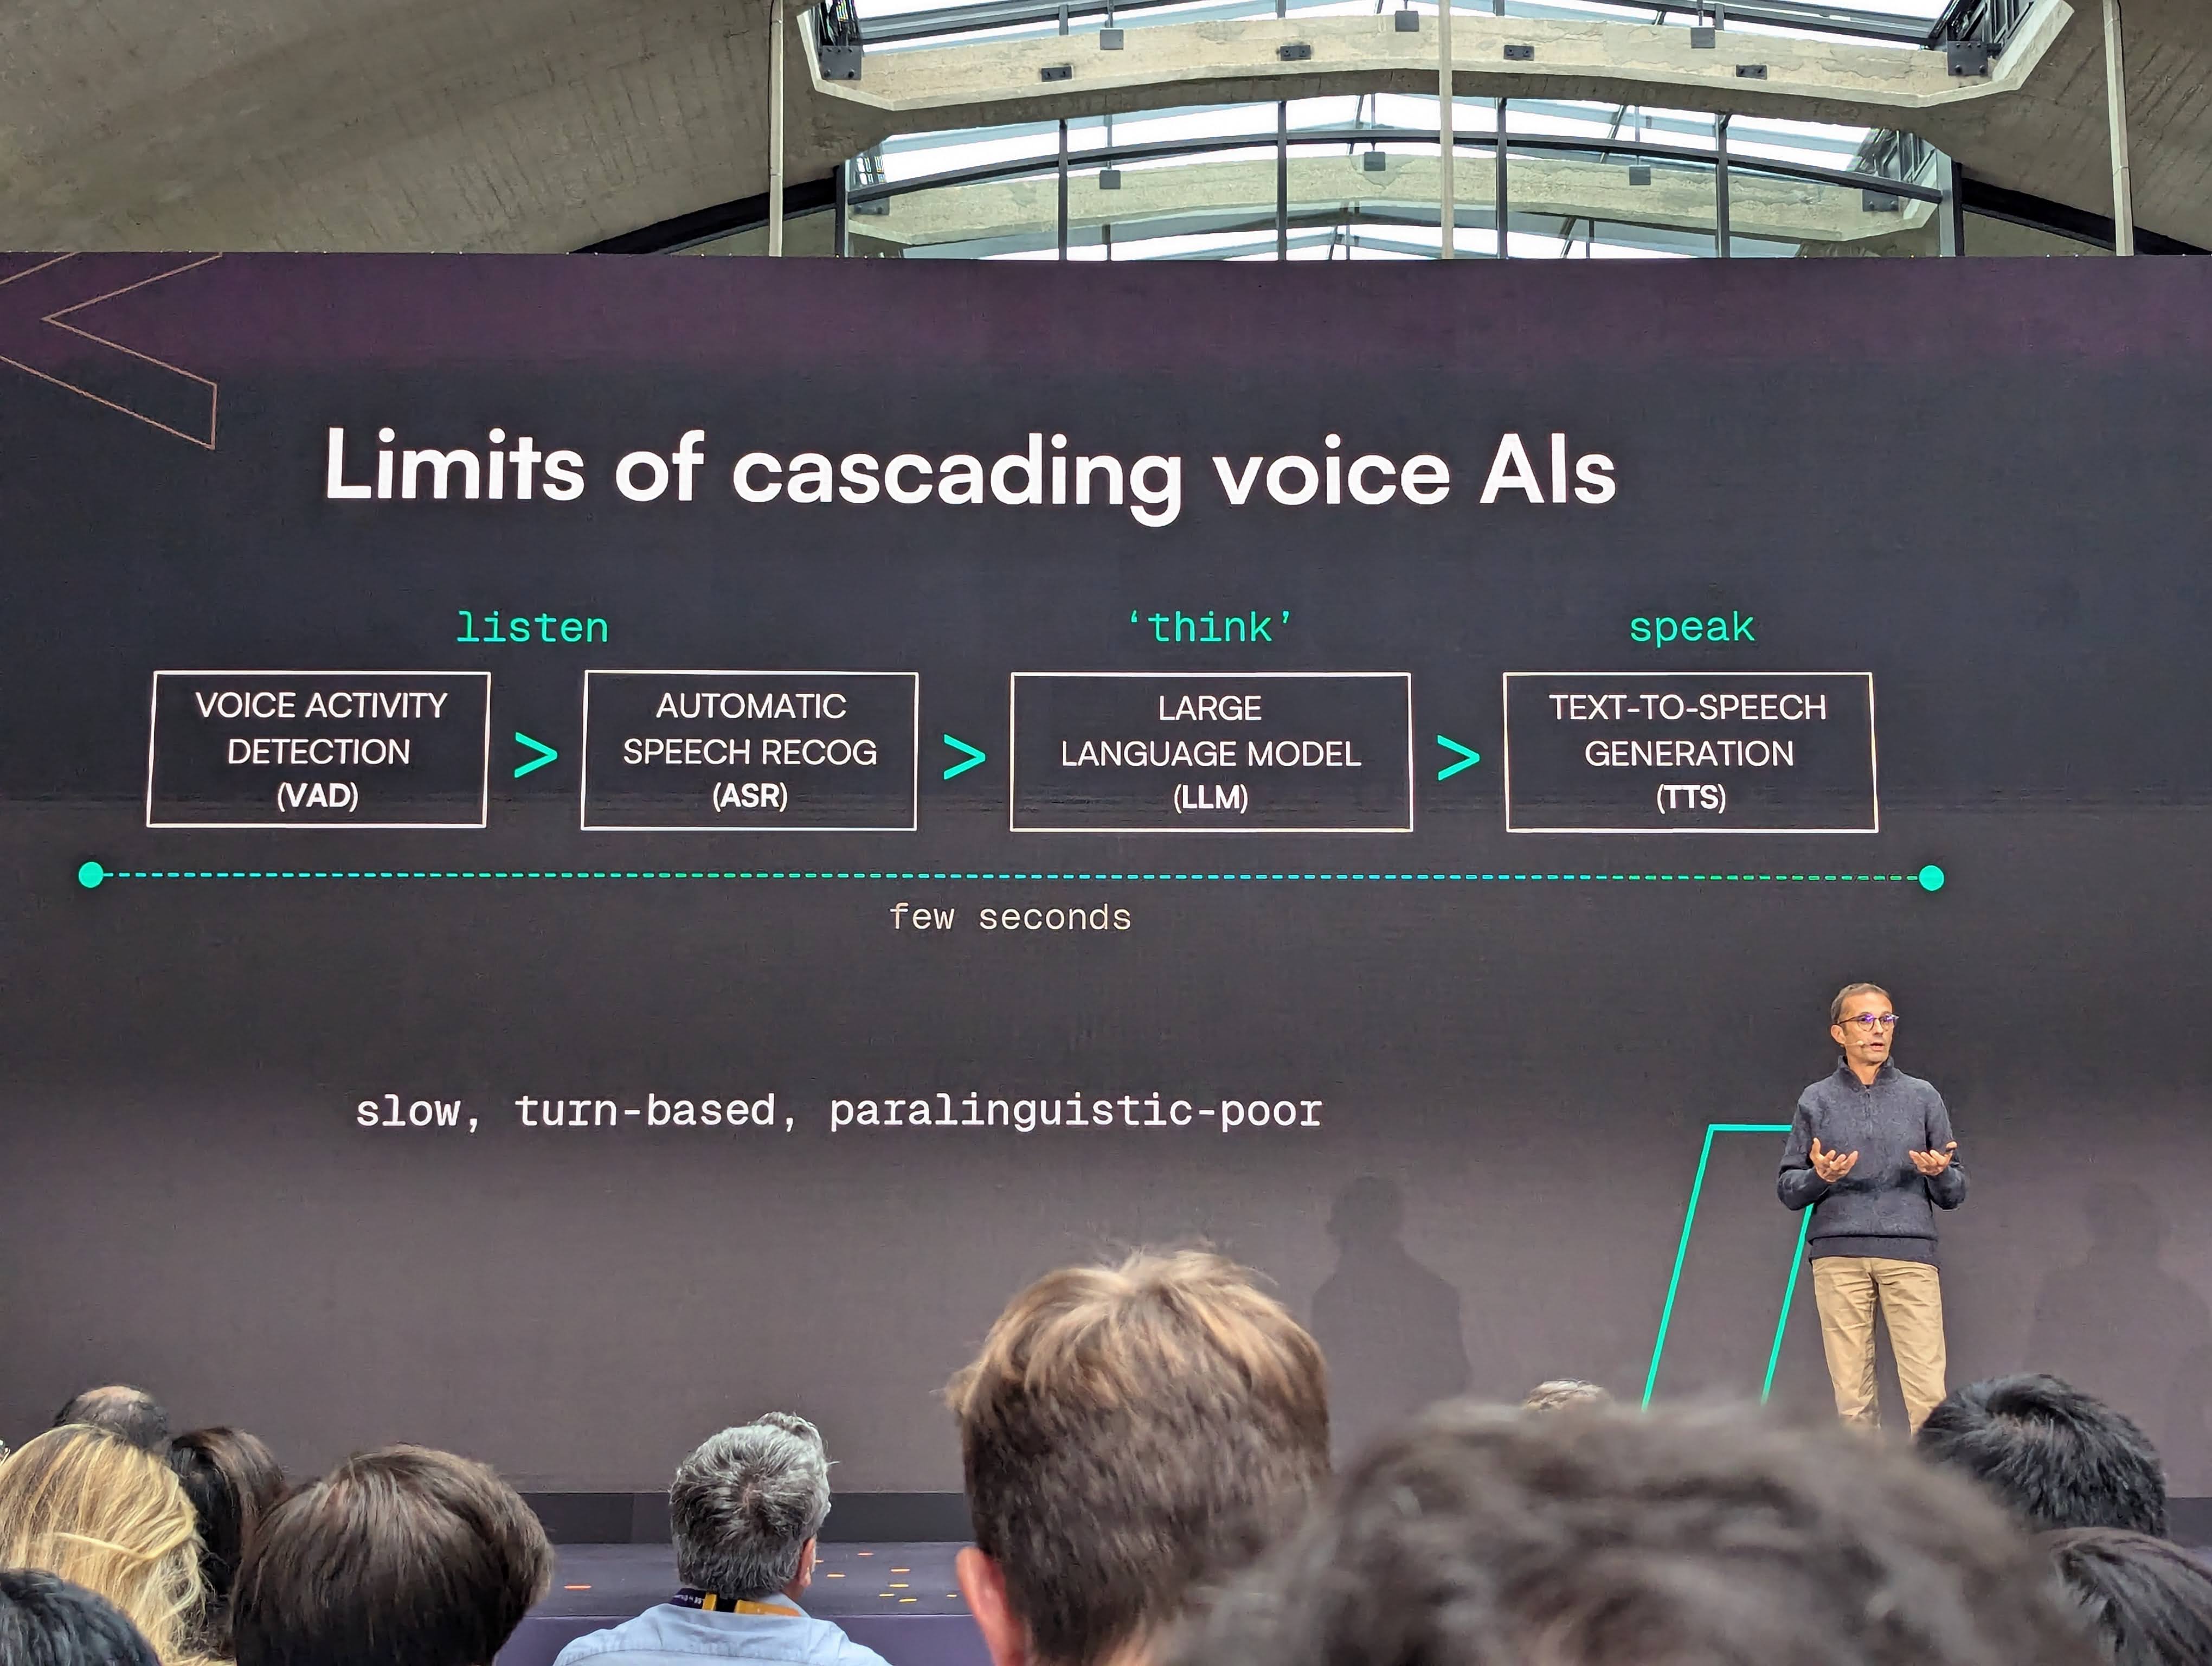 Limits of cascading voice AIs
listen
‘think’
speak
VOICE ACTIVITY
DETECTION
(VAD)
>
AUTOMATIC
SPEECH RECOG
(ASR)
>
LARGE
LANGUAGE MODEL
(LLM)
>
TEXT-TO-SPEECH
GENERATION
(TTS)
few seconds
slow, turn-based, paralinguistic-poor